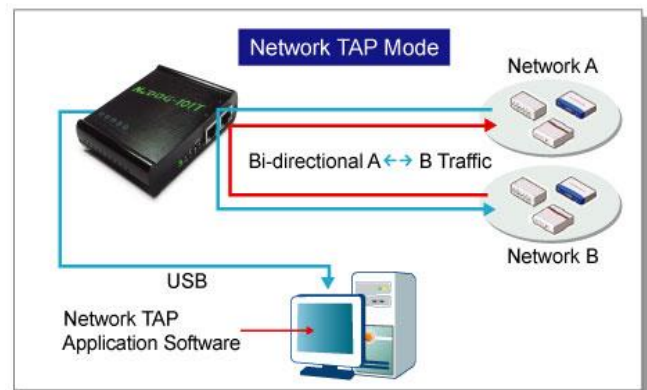 Network TAP Mode
Network A
Bi-directional A ←→ B Traffic
Network B
USB
Network TAP
Application Software